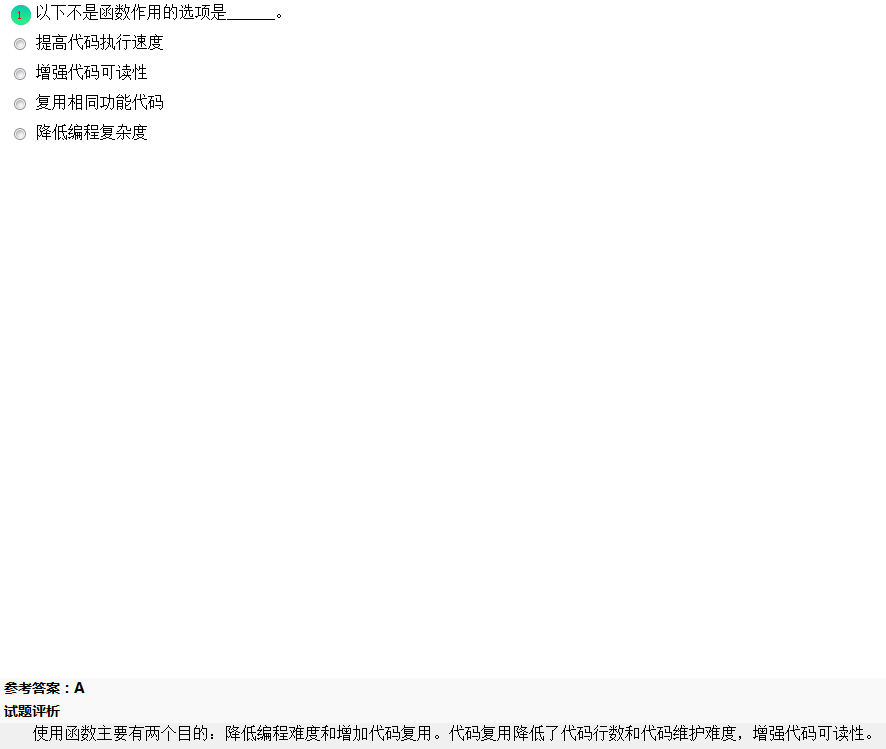 1 以下不是函数作用的选项是______。
提高代码执行速度
增强代码可读性
复用相同功能代码
降低编程复杂度
参考答案：A
试题评析
使用函数主要有两个目的：降低编程难度和增加代码复用。代码复用降低了代码行数和代码维护难度，增强代码可读性。